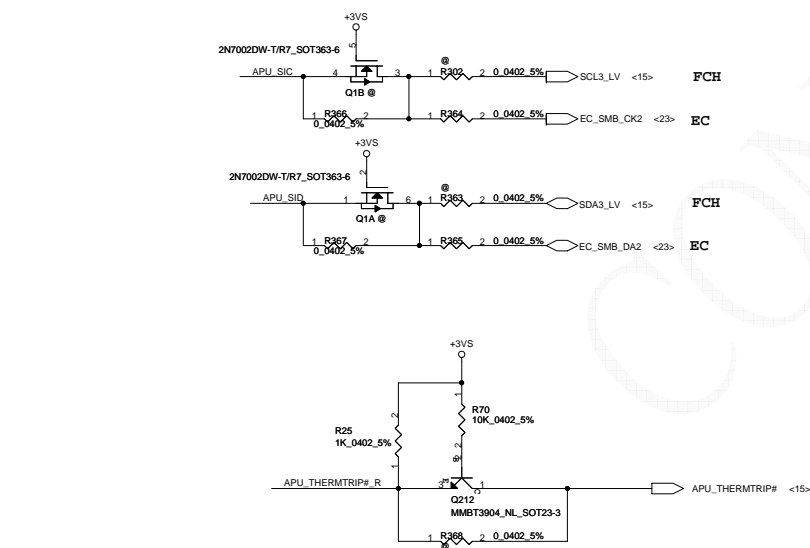 +3VS
5
2N7002DW-T/R7_SOT363-6
@
APU_SIC 4 3 1 R302 2 0_0402_5% SCL3_LV <15> FCH
Q1B @
1 R366 2 1 R364 2 0_0402_5% EC_SMB_CK2 <23> EC
0_0402_5%
+3VS
2
2N7002DW-T/R7_SOT363-6
@
APU_SID 1 6 1 R363 2 0_0402_5% SDA3_LV <15> FCH
Q1A @
1 R367 2 1 R365 2 0_0402_5% EC_SMB_DA2 <23> EC
0_0402_5%
+3VS
1
2 R70
10K_0402_5%
R25
1K_0402_5%
2
1
APU_THERMTRIP#_R 3 1 APU_THERMTRIP# <15>
C
Q212
MMBT3904_NL_SOT23-3
1 R368 2 0_0402_5%
@
CON